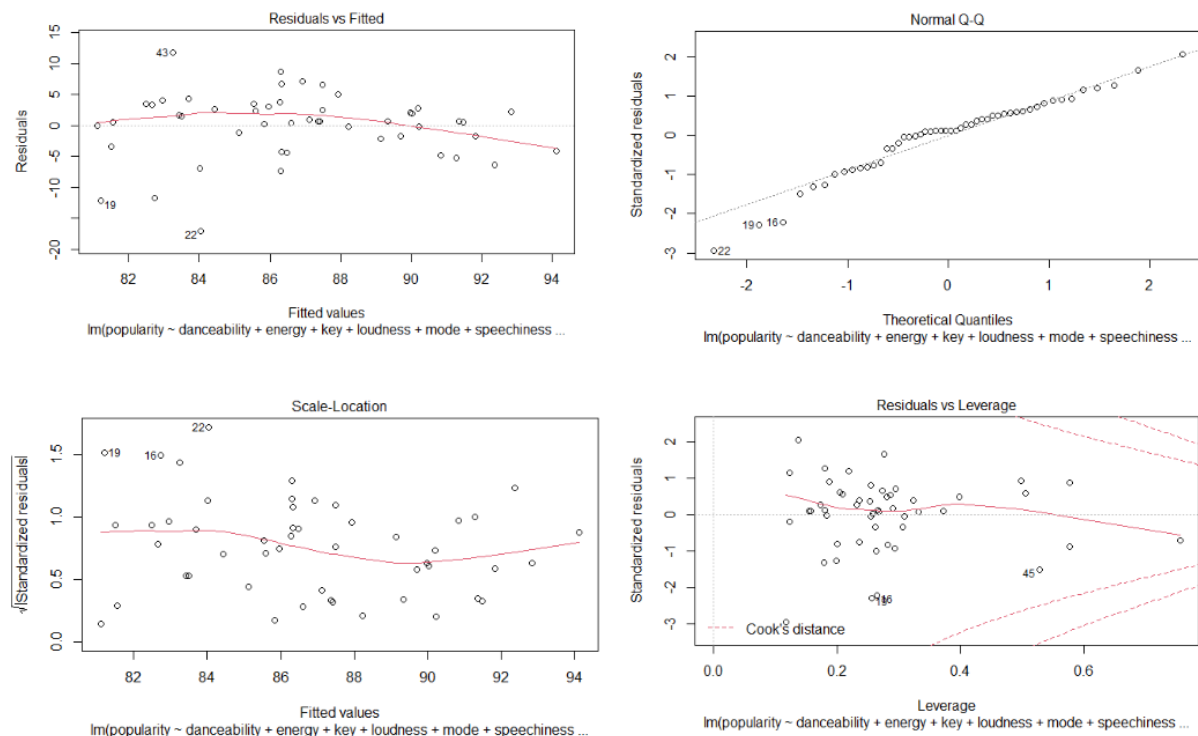 Residuals vs Fitted
Residuals
-20 -10 -5 0 5 10 15
43
19
22
82 84 86 88 90 92 94
Fitted values
lm(popularity ~ danceability + energy + key + loudness + mode + speechiness ...
Normal Q-Q
Standardized residuals
-3 -2 -1 0 1 2
19 16
22
-2 -1 0 1 2
Theoretical Quantiles
lm(popularity ~ danceability + energy + key + loudness + mode + speechiness ...
Scale-Location
√|Standardized residuals|
0.0 0.5 1.0 1.5
19
16
22
82 84 86 88 90 92 94
Fitted values
lm(popularity ~ danceability + energy + key + loudness + mode + speechiness ...
Residuals vs Leverage
Standardized residuals
-3 -2 -1 0 1 2
45
16
Cook's distance
0.0 0.2 0.4 0.6
Leverage
lm(popularity ~ danceability + energy + key + loudness + mode + speechiness ...